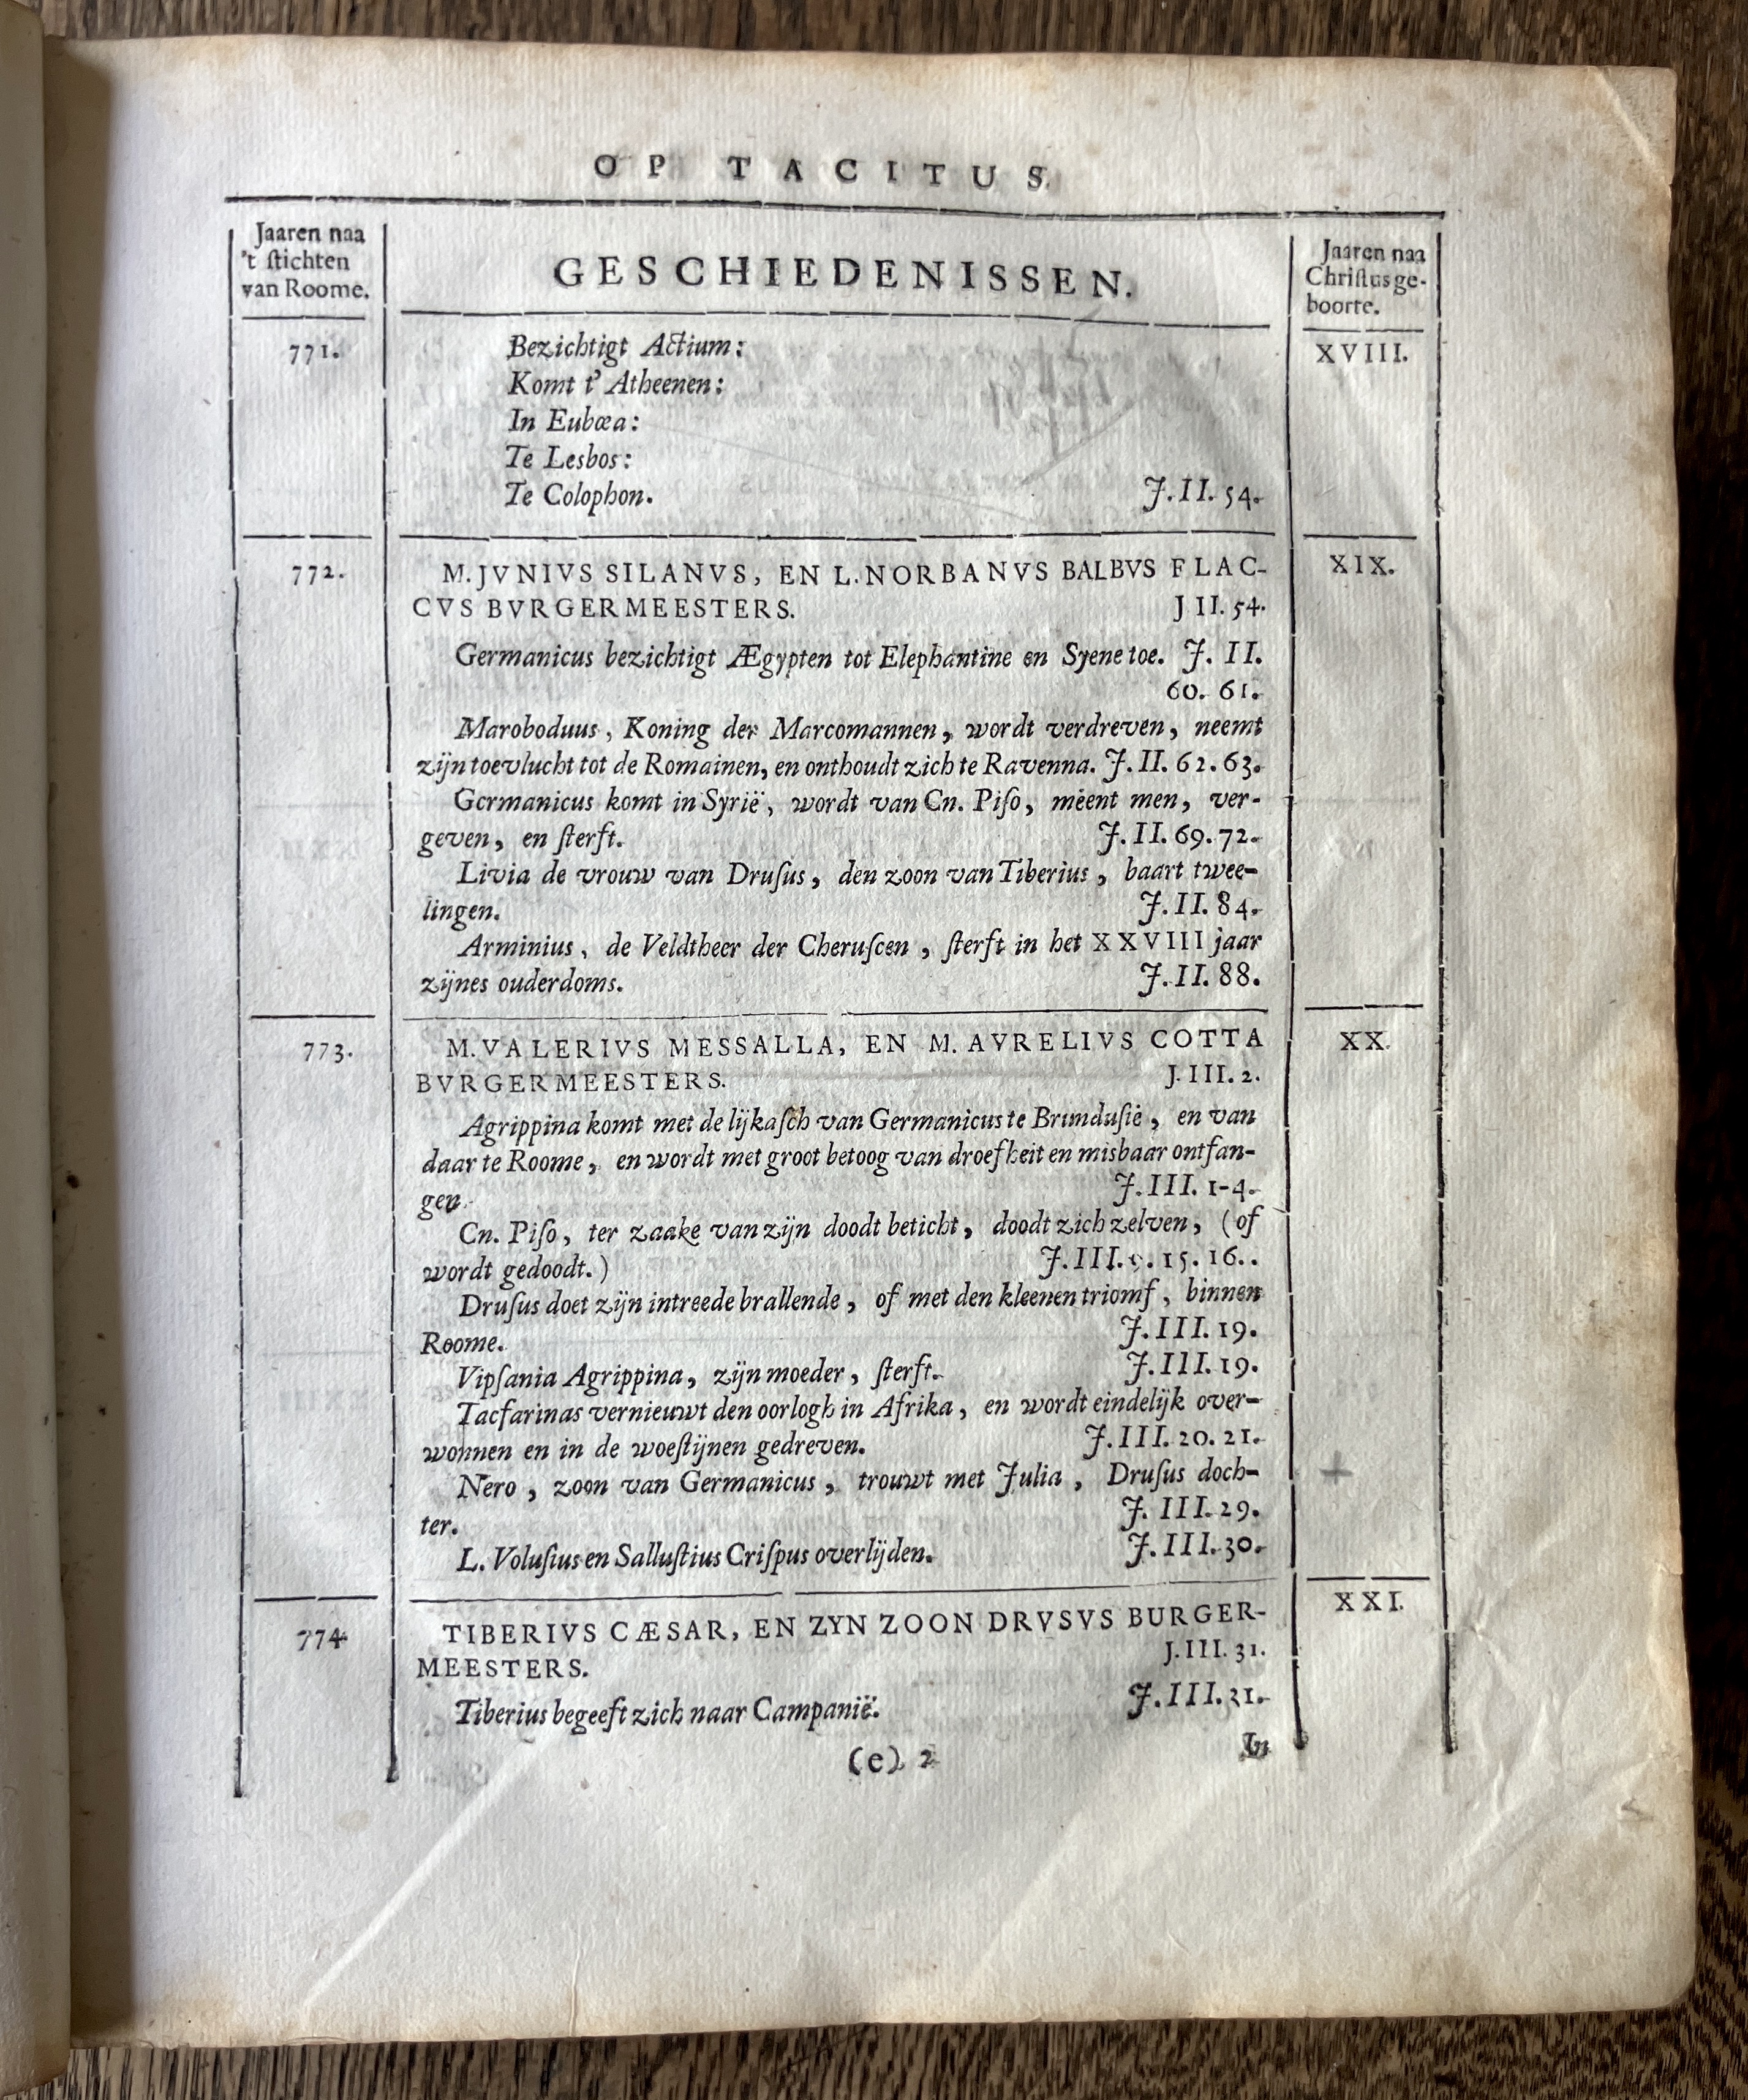 OP TACITUS.
Jaaren naa
't ſtichten
van Roome.
GESCHIEDENISSEN.
Jaaren naa
Chriſtus ge-
boorte.
771.
XVIII.
Bezichtigt Actium:
Komt t' Atheenen:
In Eubœa:
Te Lesbos:
Te Colophon. J. II. 54.
772.
XIX.
M. JVNIVS SILANVS, EN L. NORBANVS BALBVS FLAC-
CVS BVRGERMEESTERS. J II. 54.
Germanicus bezichtigt Ægypten tot Elephantine en Syene toe. J. II.
60. 61.
Maroboduus, Koning der Marcomannen, wordt verdreven, neemt
zijn toevlucht tot de Romainen, en onthoudt zich te Ravenna. J. II. 62. 63.
Germanicus komt in Syrië, wordt van Cn. Piſo, meent men, ver-
geven, en ſterft. J. II. 69. 72.
Livia de vrouw van Druſus, den zoon van Tiberius, baart twee-
lingen. J. II. 84.
Arminius, de Veldtheer der Cheruſcen, ſterft in het XXVIII jaar
zijnes ouderdoms. J. II. 88.
773.
XX.
M. VALERIVS MESSALLA, EN M. AVRELIVS COTTA
BVRGERMEESTERS. J. III. 2.
Agrippina komt met de lijkaſch van Germanicus te Brunduſië, en van
daar te Roome, en wordt met groot betoog van droefheit en misbaar ontfan-
gen. J. III. 1-4.
Cn. Piſo, ter zaake van zijn doodt beticht, doodt zich zelven, (of
wordt gedoodt.) J. III. 15. 16..
Druſus doet zijn intreede brallende, of met den kleenen triomf, binnen
Roome. J. III. 19.
Vipſania Agrippina, zijn moeder, ſterft. J. III. 19.
Tacfarinas vernieuwt den oorlogh in Afrika, en wordt eindelijk over-
wonnen en in de woeſtijnen gedreven. J. III. 20. 21.
Nero, zoon van Germanicus, trouwt met Julia, Druſus doch-
ter. J. III. 29.
L. Voluſius en Salluſtius Criſpus overlijden. J. III. 30.
774.
XXI.
TIBERIVS CÆSAR, EN ZYN ZOON DRVSVS BURGER-
MEESTERS. J. III. 31.
Tiberius begeeft zich naar Campanië. J. III. 31.
(e) 2
In